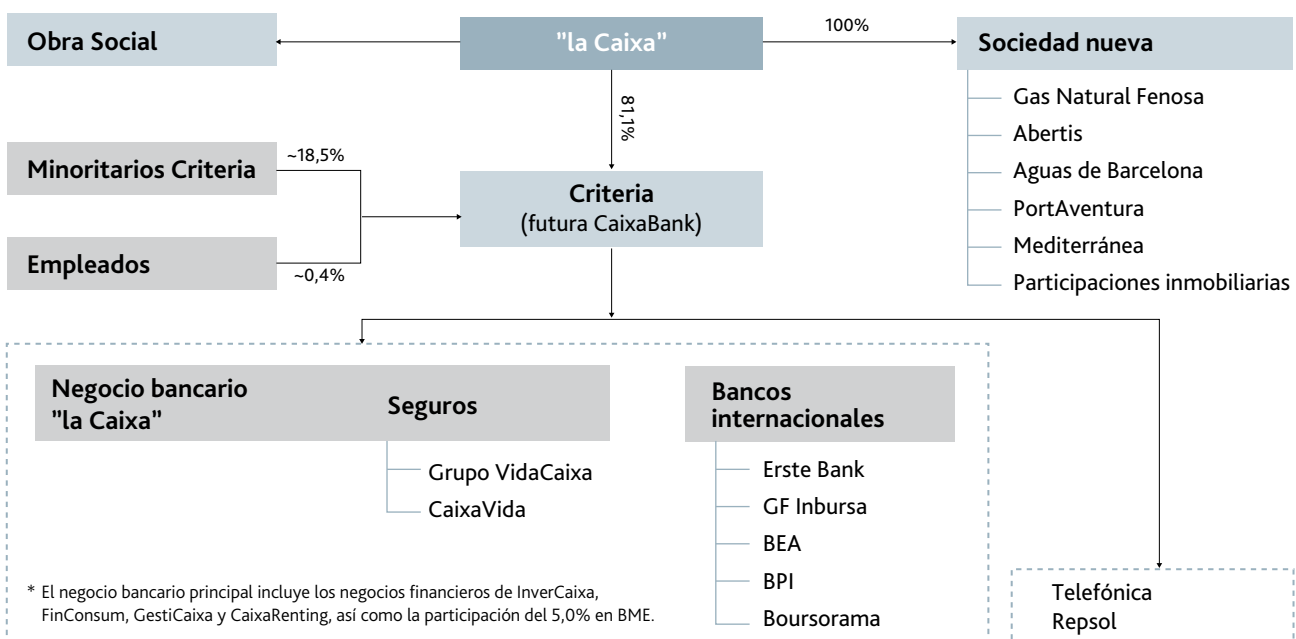 Obra Social
"la Caixa"
100%
Sociedad nueva
Gas Natural Fenosa
Abertis
Aguas de Barcelona
PortAventura
Mediterránea
Participaciones inmobiliarias
81,1%
Minoritarios Criteria
~18,5%
Empleados
~0,4%
Criteria
(futura CaixaBank)
Negocio bancario
"la Caixa"
Seguros
Grupo VidaCaixa
CaixaVida
Bancos
internacionales
Erste Bank
GF Inbursa
BEA
BPI
Boursorama
* El negocio bancario principal incluye los negocios financieros de InverCaixa,
FinConsum, GestiCaixa y CaixaRenting, así como la participación del 5,0% en BME.
Telefónica
Repsol